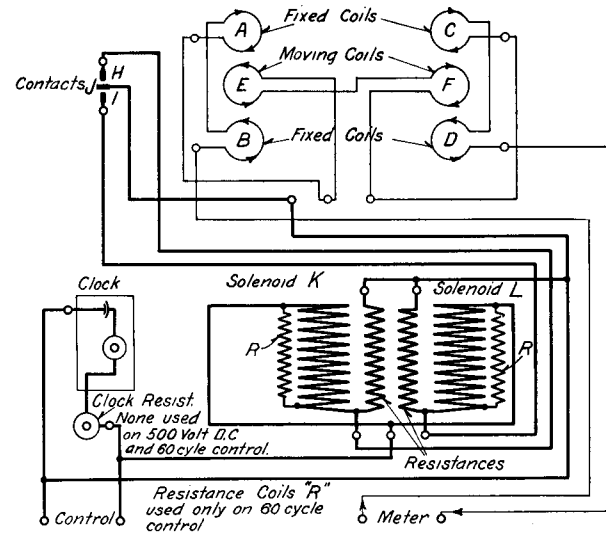 Fixed Coils
A
C
H
Moving Coils
Contacts J
E
F
I
Fixed Coils
B
D
Clock
Solenoid K
Solenoid L
R
R
Clock Resist.
None used
on 500 Volt D.C
and 60 cyle control.
Resistances
Resistance Coils "R"
used only on 60 cycle
control
Control
Meter